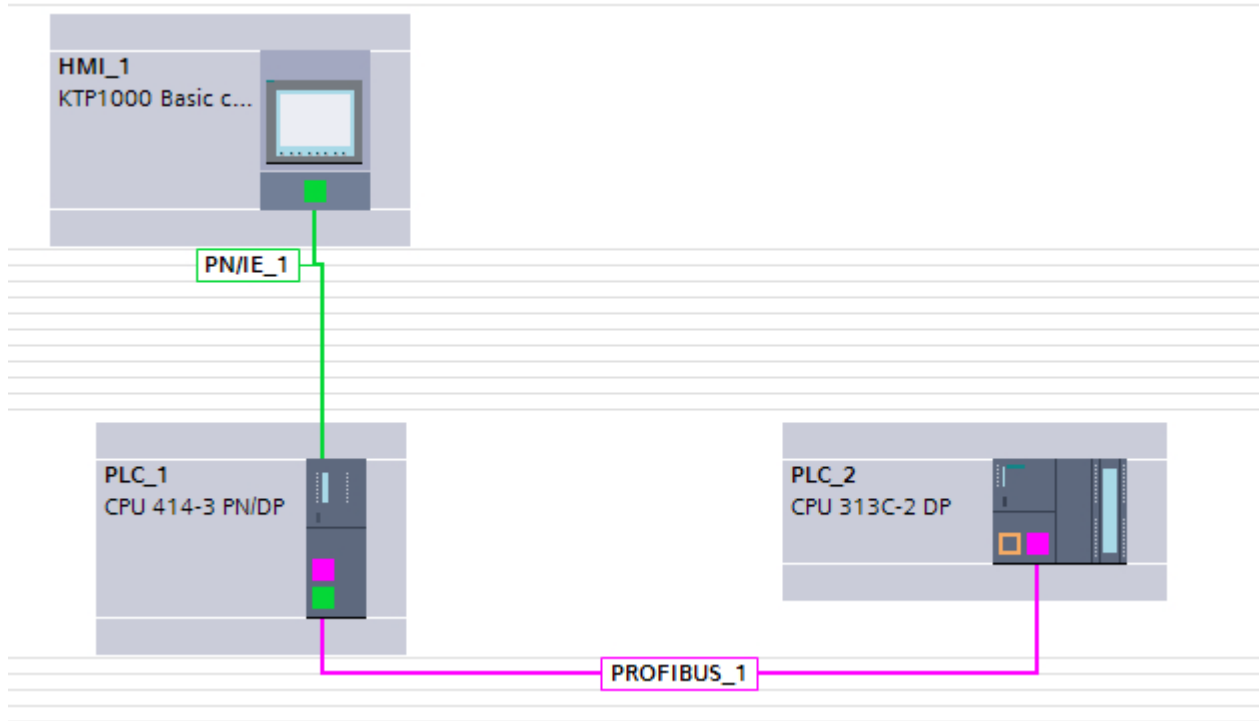 HMI_1
KTP1000 Basic c...
PN/IE_1
PLC_1
CPU 414-3 PN/DP
PLC_2
CPU 313C-2 DP
PROFIBUS_1